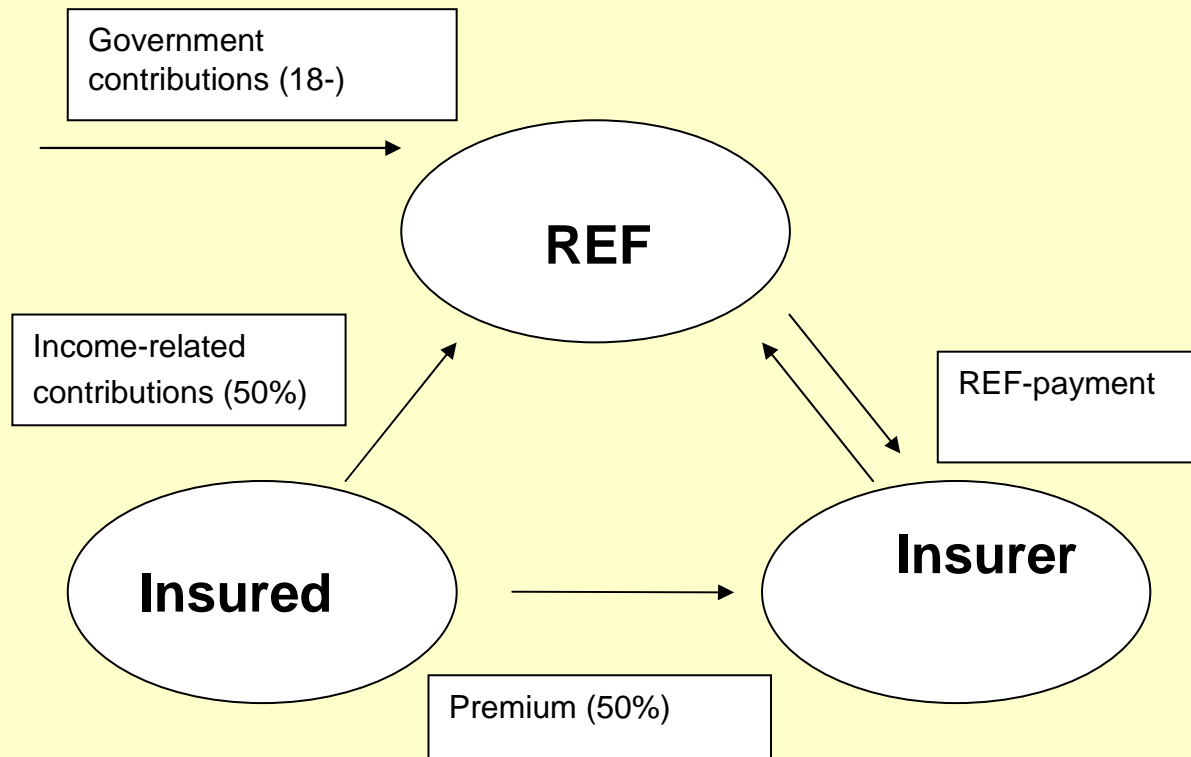 Government
contributions (18-)
REF
Income-related
contributions (50%)
REF-payment
Insured
Insurer
Premium (50%)